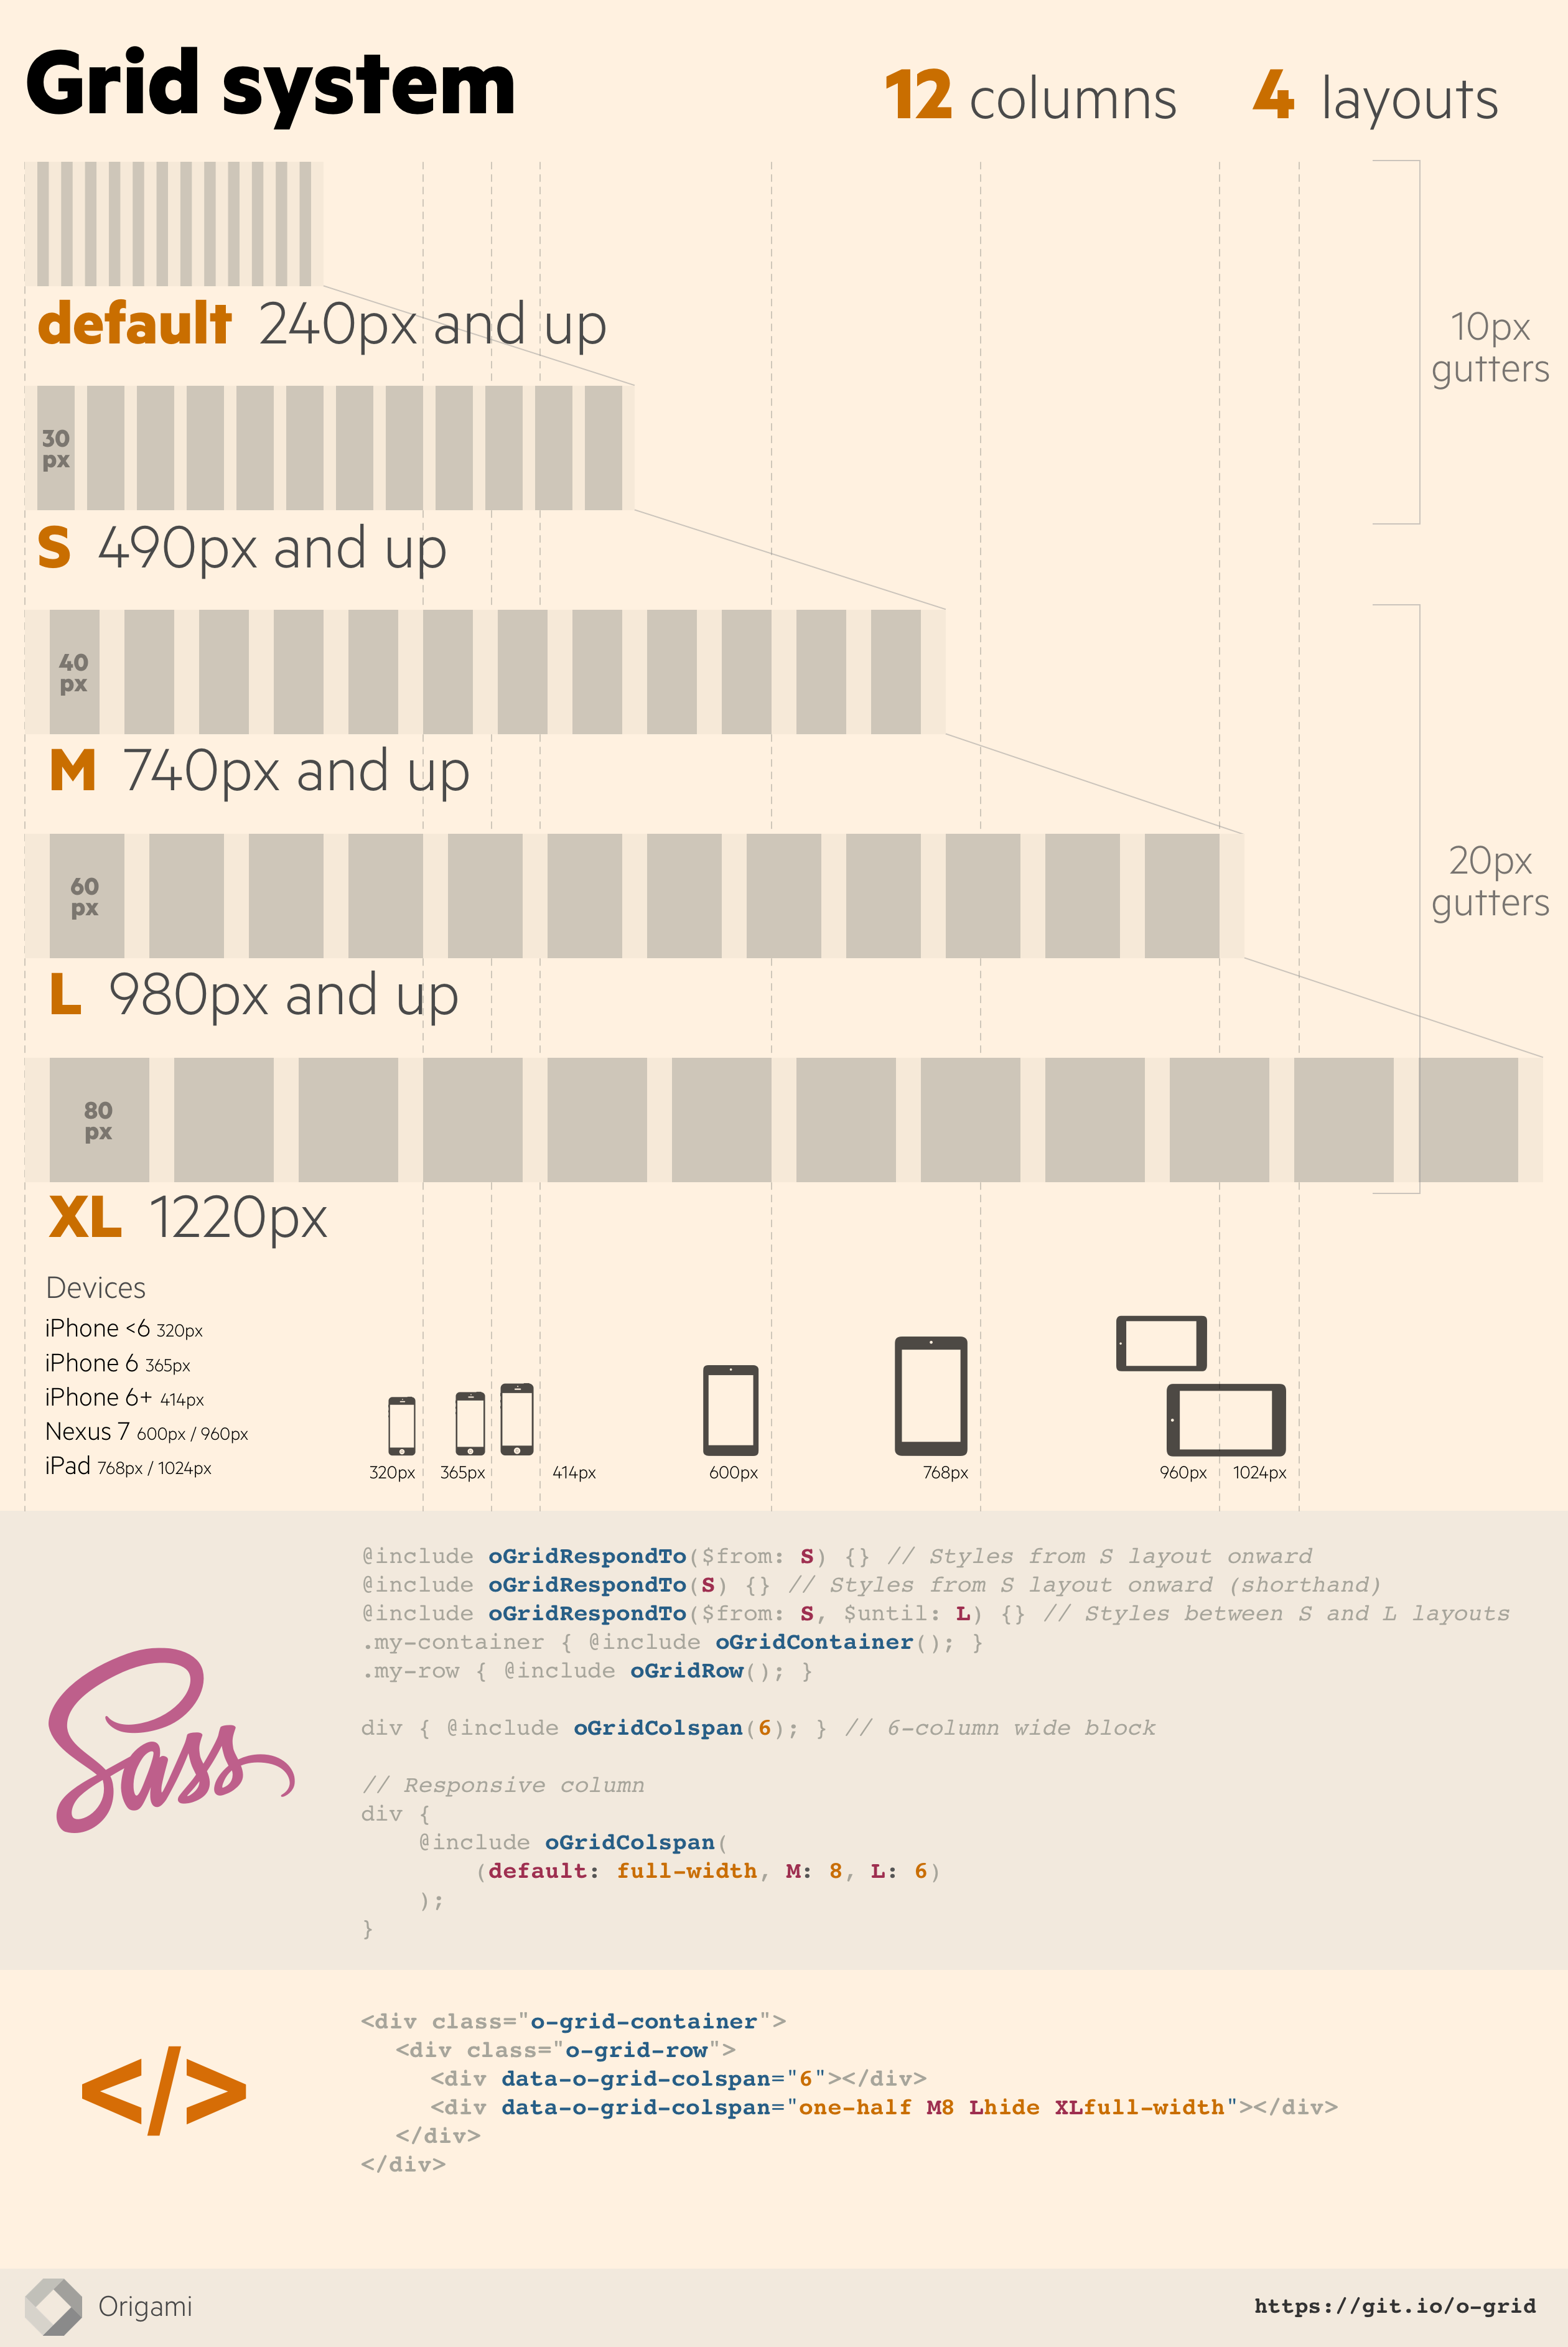 Grid system
12 columns 4 layouts
default 240px and up
10px
gutters
30
px
S 490px and up
40
px
M 740px and up
20px
gutters
60
px
L 980px and up
80
px
XL 1220px
Devices
iPhone <6 320px
iPhone 6 365px
iPhone 6+ 414px
Nexus 7 600px / 960px
iPad 768px / 1024px
320px 365px 414px 600px 768px 960px 1024px
@include oGridRespondTo($from: S) {} // Styles from S layout onward
@include oGridRespondTo(S) {} // Styles from S layout onward (shorthand)
@include oGridRespondTo($from: S, $until: L) {} // Styles between S and L layouts
.my-container { @include oGridContainer(); }
.my-row { @include oGridRow(); }
div { @include oGridColspan(6); } // 6-column wide block
Sass
// Responsive column
div {
@include oGridColspan(
(default: full-width, M: 8, L: 6)
);
}
</>
<div class="o-grid-container">
<div class="o-grid-row">
<div data-o-grid-colspan="6"></div>
<div data-o-grid-colspan="one-half M8 Lhide XLfull-width"></div>
</div>
</div>
Origami
https://git.io/o-grid